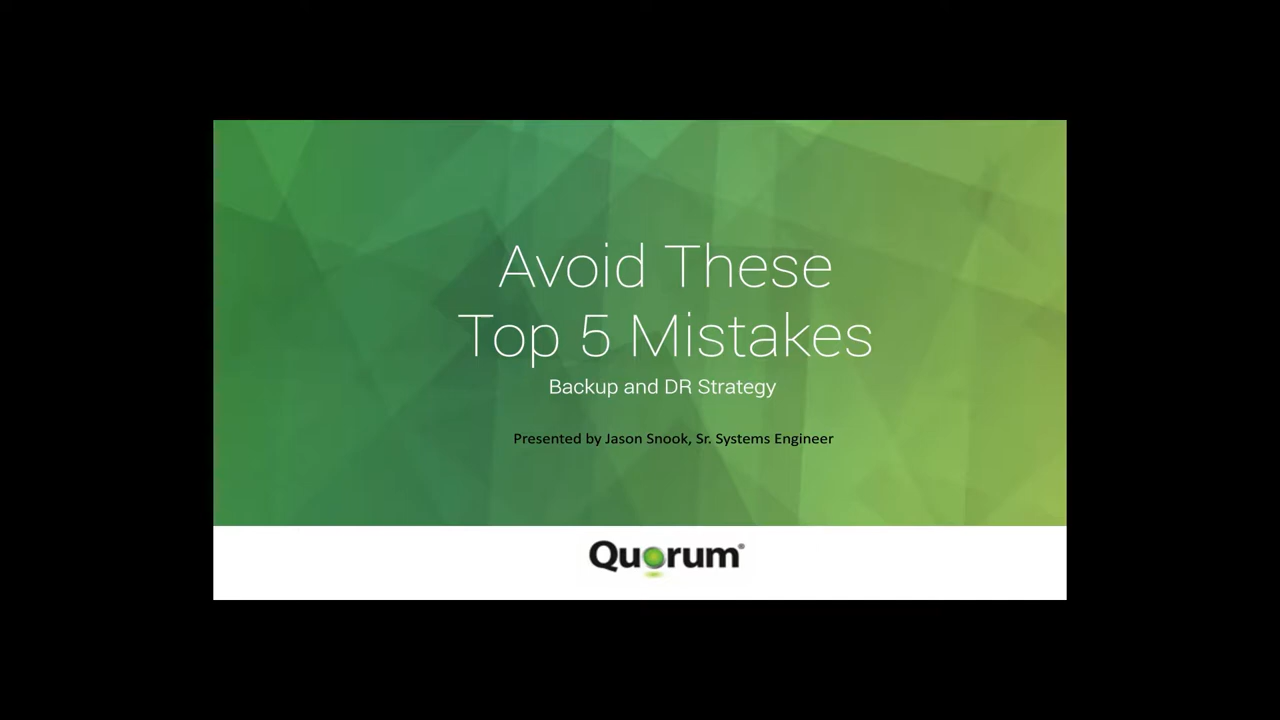 Avoid These
Top 5 Mistakes
Backup and DR Strategy
Presented by Jason Snook, Sr. Systems Engineer
Quorum®